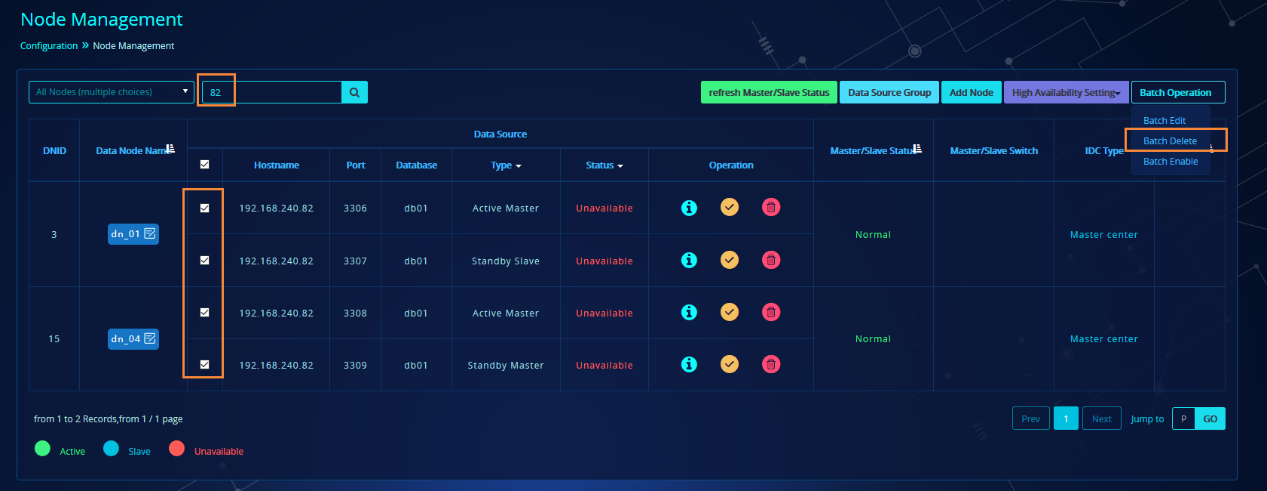 Node Management
Configuration » Node Management
All Nodes (multiple choices)
82
refresh Master/Slave Status
Data Source Group
Add Node
High Availability Setting
Batch Operation
Batch Edit
Batch Delete
Batch Enable
DNID
Data Node Name
Data Source
Hostname
Port
Database
Type
Status
Operation
Master/Slave Status
Master/Slave Switch
IDC Type
3
dn_01
192.168.240.82 3306 db01 Active Master Unavailable
192.168.240.82 3307 db01 Standby Slave Unavailable
Normal
Master center
15
dn_04
192.168.240.82 3308 db01 Active Master Unavailable
192.168.240.82 3309 db01 Standby Master Unavailable
Normal
Master center
from 1 to 2 Records,from 1 / 1 page
Prev 1 Next Jump to P GO
Active Slave Unavailable